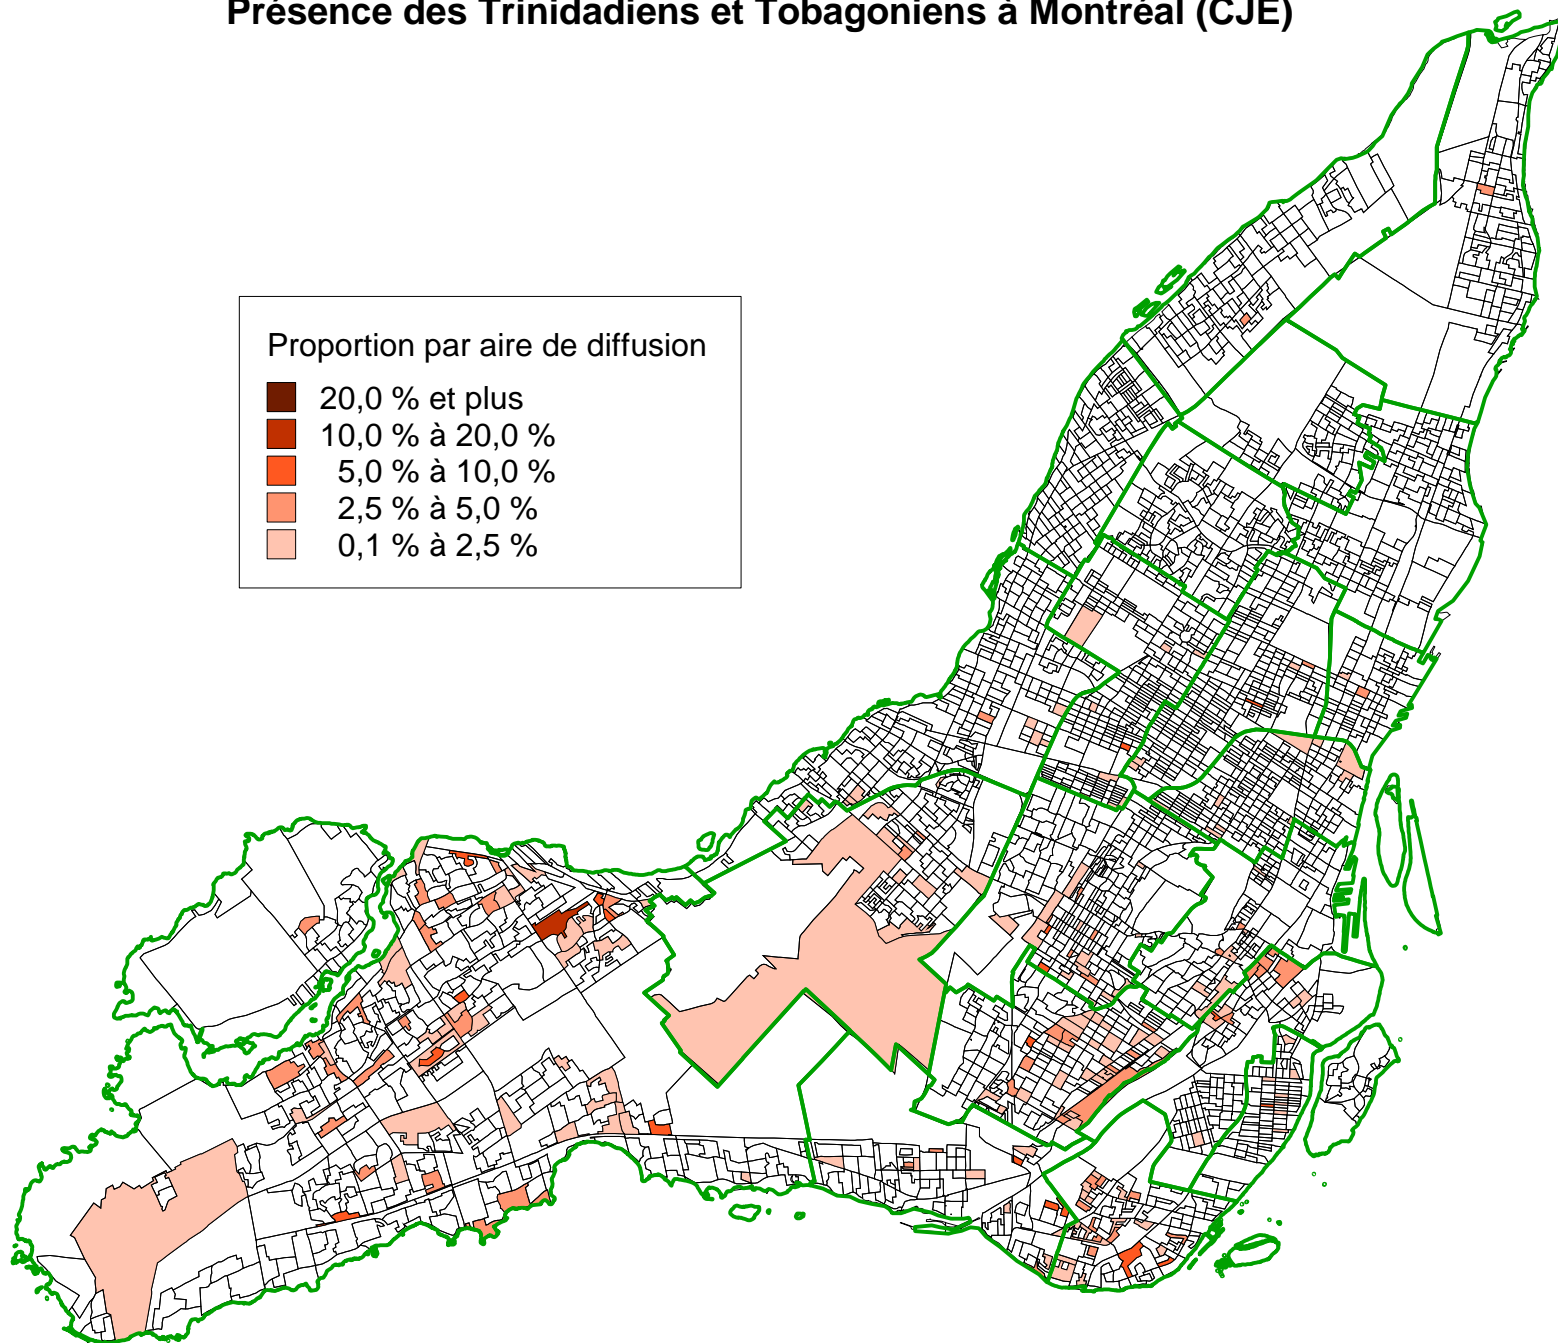 Présence des Trinidadiens et Tobagoniens à Montréal (CJE)
Proportion par aire de diffusion
20,0 % et plus
10,0 % à 20,0 %
5,0 % à 10,0 %
2,5 % à 5,0 %
0,1 % à 2,5 %